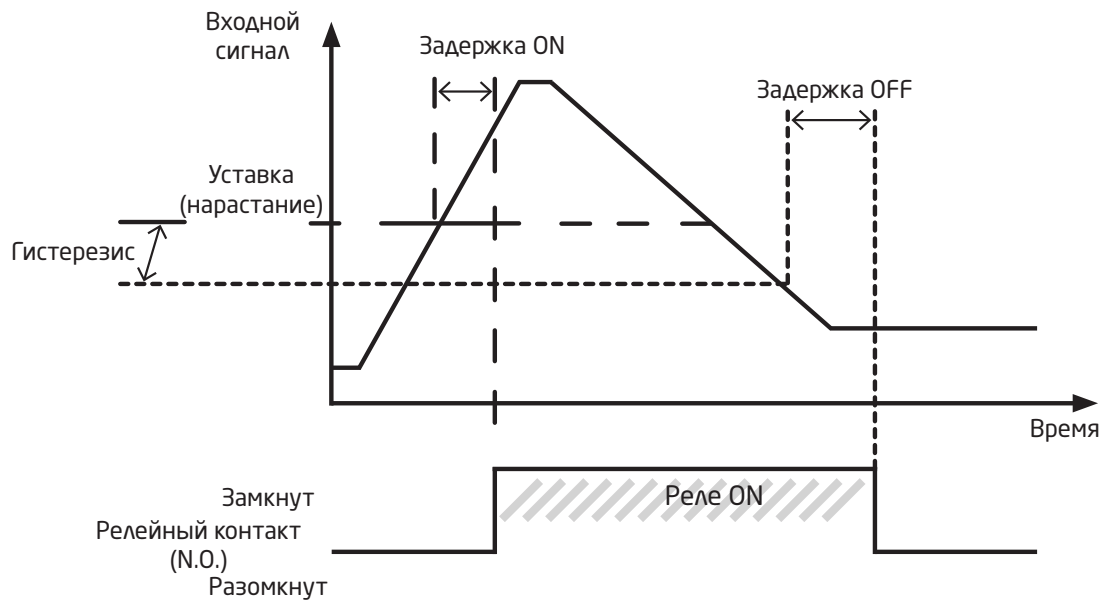 Входной
сигнал
Задержка ON
Задержка OFF
Уставка
(нарастание)
Гистерезис
Время
Замкнут
Реле ON
Релейный контакт
(N.O.)
Разомкнут